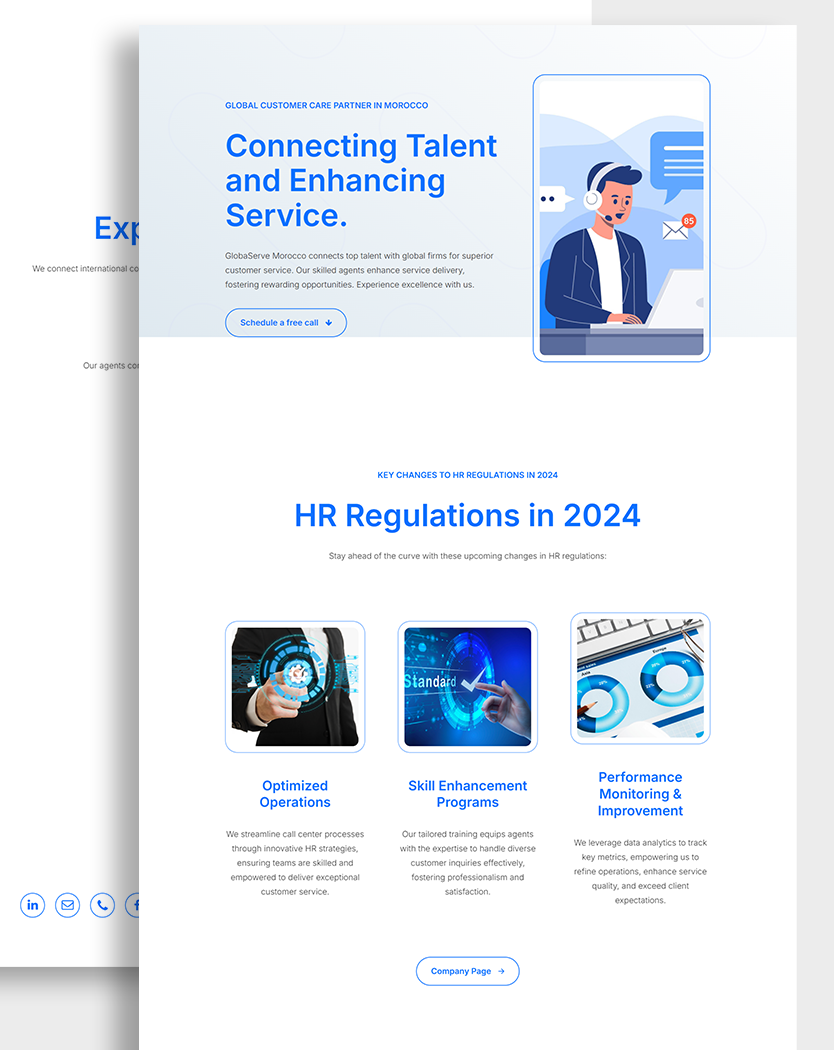 GLOBAL CUSTOMER CARE PARTNER IN MOROCCO
Connecting Talent
and Enhancing
Service.
GlobaServe Morocco connects top talent with global firms for superior
customer service. Our skilled agents enhance service delivery,
fostering rewarding opportunities. Experience excellence with us.
Schedule a free call
85
Exp
We connect international co
Our agents con
KEY CHANGES TO HR REGULATIONS IN 2024
HR Regulations in 2024
Stay ahead of the curve with these upcoming changes in HR regulations:
Standard
Asia
Europe
Optimized
Operations
We streamline call center processes
through innovative HR strategies,
ensuring teams are skilled and
empowered to deliver exceptional
customer service.
Skill Enhancement
Programs
Our tailored training equips agents
with the expertise to handle diverse
customer inquiries effectively,
fostering professionalism and
satisfaction.
Performance
Monitoring &
Improvement
We leverage data analytics to track
key metrics, empowering us to
refine operations, enhance service
quality, and exceed client
expectations.
in
f
Company Page